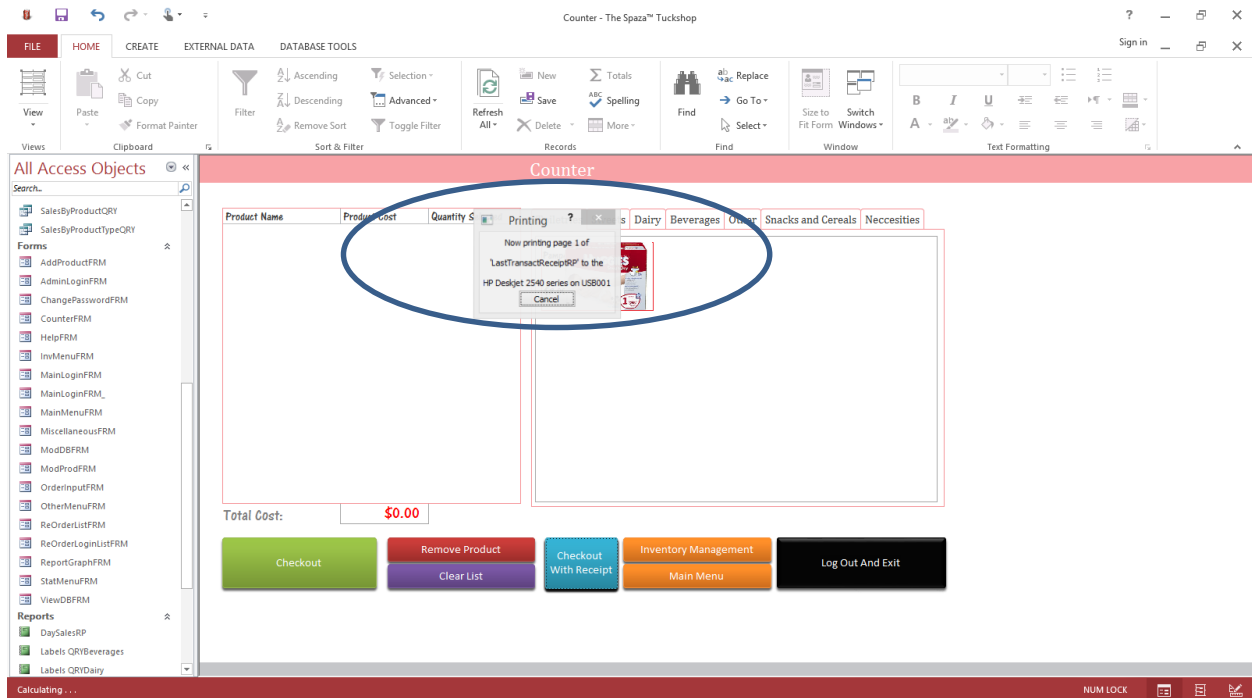 Counter - The Spaza™ Tuckshop
FILE HOME CREATE EXTERNAL DATA DATABASE TOOLS Sign in
View
Views
Paste
Cut
Copy
Format Painter
Clipboard
Filter
Ascending
Descending
Remove Sort
Selection
Advanced
Toggle Filter
Sort & Filter
Refresh
All
New
Save
Delete
Totals
Spelling
More
Records
Find
Replace
Go To
Select
Find
Size to
Fit Form
Switch
Windows
Window
B I U
A
Text Formatting
All Access Objects
Search...
SalesByProductQRY
SalesByProductTypeQRY
Forms
AddProductFRM
AdminLoginFRM
ChangePasswordFRM
CounterFRM
HelpFRM
InvMenuFRM
MainLoginFRM
MainLoginFRM_
MainMenuFRM
MiscellaneousFRM
ModDBFRM
ModProdFRM
OrderInputFRM
OtherMenuFRM
ReOrderListFRM
ReOrderLoginListFRM
ReportGraphFRM
StatMenuFRM
ViewDBFRM
Reports
DaySalesRP
Labels QRYBeverages
Labels QRYDairy
Counter
Product Name Product Cost Quantity
Dairy Beverages Other Snacks and Cereals Neccesities
Printing
Now printing page 1 of
'LastTransactReceiptRP' to the
HP Deskjet 2540 series on USB001
Cancel
Total Cost: $0.00
Checkout
Remove Product
Clear List
Checkout
With Receipt
Inventory Management
Main Menu
Log Out And Exit
Calculating . . . NUM LOCK